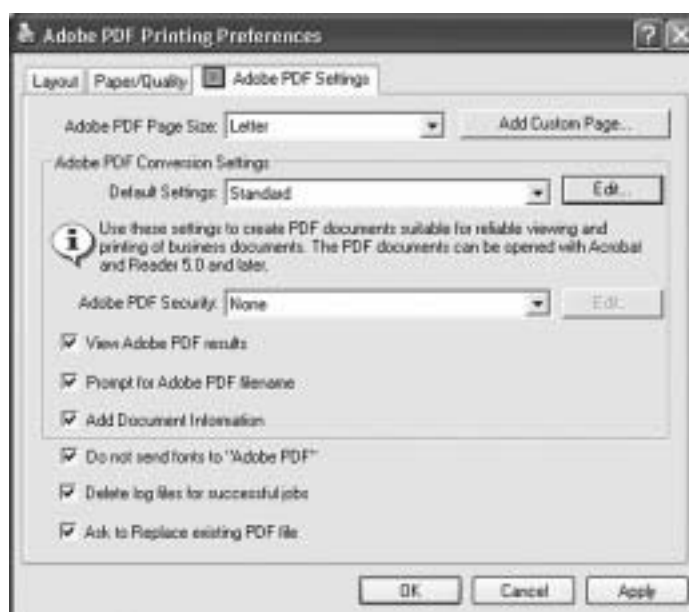 Adobe PDF Printing Preferences
Layout Paper/Quality Adobe PDF Settings
Adobe PDF Page Size: Letter Add Custom Page...
Adobe PDF Conversion Settings
Default Settings: Standard Edit...
Use these settings to create PDF documents suitable for reliable viewing and
printing of business documents. The PDF documents can be opened with Acrobat
and Reader 5.0 and later.
Adobe PDF Security: None Edit...
View Adobe PDF results
Prompt for Adobe PDF filename
Add Document Information
Do not send fonts to "Adobe PDF"
Delete log files for successful jobs
Ask to Replace existing PDF file
OK Cancel Apply